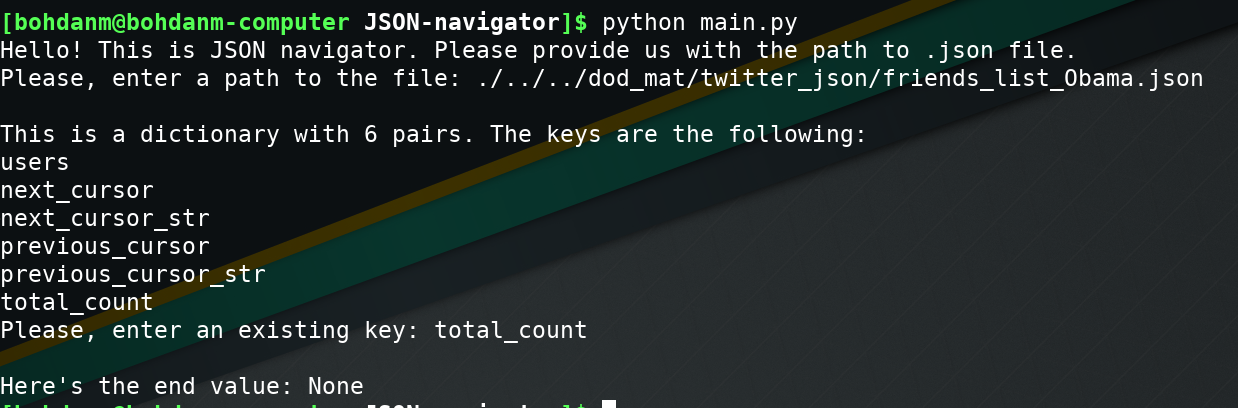 [bohdanm@bohdanm-computer JSON-navigator]$ python main.py
Hello! This is JSON navigator. Please provide us with the path to .json file.
Please, enter a path to the file: ./../../dod_mat/twitter_json/friends_list_Obama.json
This is a dictionary with 6 pairs. The keys are the following:
users
next_cursor
next_cursor_str
previous_cursor
previous_cursor_str
total_count
Please, enter an existing key: total_count
Here's the end value: None